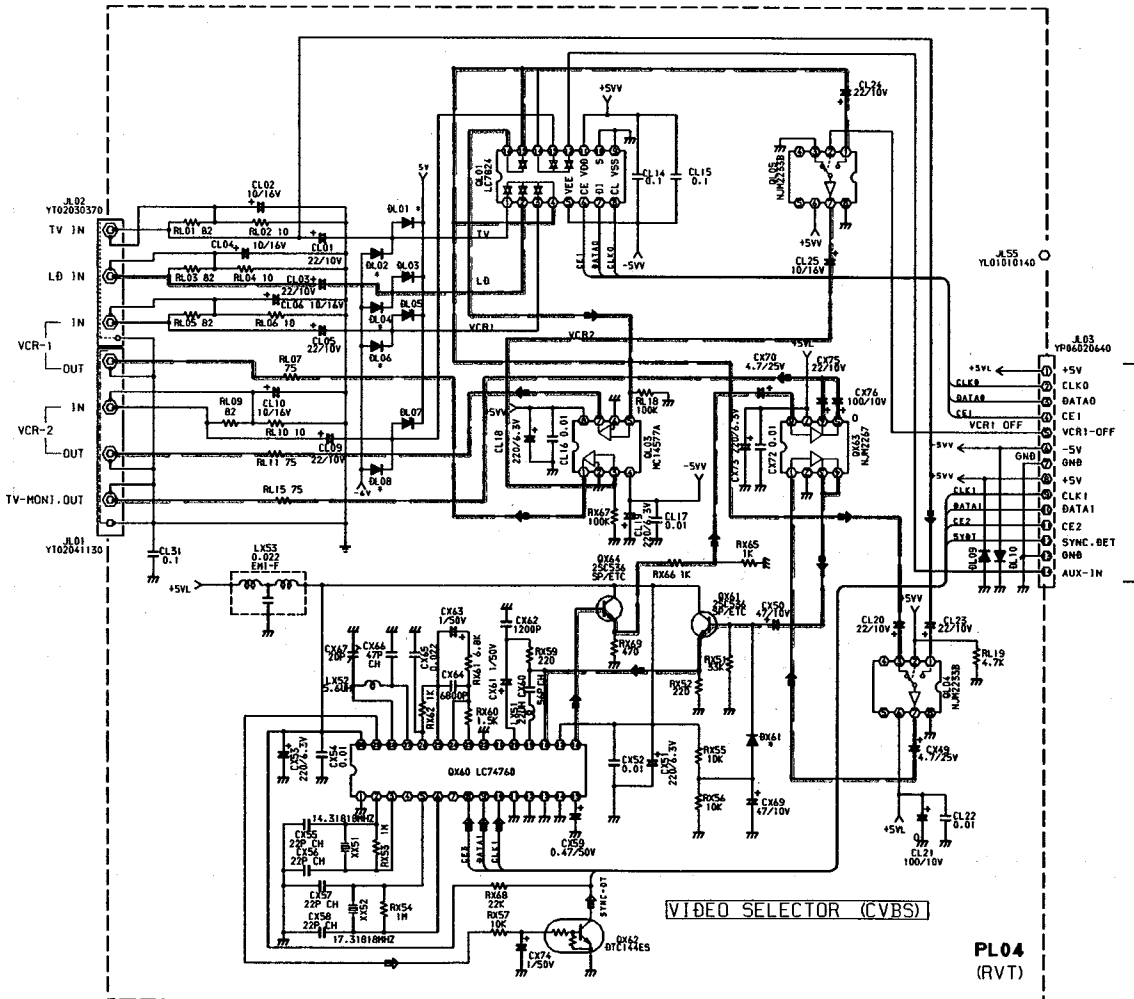 CL24
22/10V
+5VV
QL01
LC7824
VEE
CE VDD
DI S
CL VSS
CL14
0.1
CL15
0.1
-5VV
QL05
NJM2233B
+5VV
CL25
10/16V
JL55
YL01010140
JL02
YT02030370
TV IN
LD IN
IN
VCR-1
OUT
IN
VCR-2
OUT
TV-MONI.OUT
JL01
YT02041130
CL02
10/16V
RL01 82
RL02 10
CL04
10/16V
CL01
22/10V
RL03 82
RL04 10
CL03
22/10V
CL06 10/16V
RL05 82
RL06 10
CL05
22/10V
RL07
75
CL10
10/16V
RL09
82
RL10 10
CL09
22/10V
RL11 75
RL15 75
CL31
0.1
5V
DL01 *
DL02
*
DL03
DL04
*
DL05
DL06
*
DL07
DL08
*
TV
LD
VCR1
VCR2
CE1
DATA0
CLK0
+5VV
CL18
220/6.3V
CL16 0.01
QL03
MC14577A
RL18
100K
-5VV
RX67
100K
CL19
220/6.3V
CL17
0.01
CX70
4.7/25V
+5VV
CX75
22/10V
CX76
100/10V
CX73 220/6.3V
CX72 0.01
QX63
NJM2267
JL03
YP06020640
+5VL
+5V
CLK0
CLK0
DATA0
DATA0
CE1
CE1
VCR1 OFF
VCR1-OFF
-5VV
-5V
GND
GND
+5VV
+5V
CLK1
CLK1
DATA1
DATA1
CE2
CE2
SYDT
SYNC.DET
GND
AUX-IN
DL09
DL10
LX53
0.022
EMI-F
+5VL
QX64
2SC536
SP/ETC
RX66 1K
RX65
1K
RX69
470
QX61
2SC536
SP/ETC
CX50
47/10V
RX51
33K
RX52
220
+5VV
CL20
22/10V
CL23
22/10V
RL19
4.7K
QL04
NJM2233B
CX49
4.7/25V
+5VL
CL21
100/10V
CL22
0.01
CX67
20P
CX66
47P
CH
CX65
0.022
LX52
5.6UH
RX62 1K
CX63
1/50V
RX61 6.8K
CX64
6800P
RX60
1.5K
CX62
1200P
CX61 1/50V
RX59
220
CX60
56P CH
CX53
220/6.3V
CX54
0.01
QX60 LC74760
CX52
0.01
CX51
220/6.3V
RX55
10K
RX56
10K
DX61
*
CX69
47/10V
14.31818MHZ
CX55
22P CH
CX56
22P CH
XX51
RX53 1M
CX57
22P CH
CX58
22P CH
XX52
RX54
1M
17.31818MHZ
DATA1
CLK1
CX59
0.47/50V
RX68
22K
RX57
10K
SYNC-DT
CX74
1/50V
QX62
DTC144ES
VIDEO SELECTOR (CVBS)
PL04
(RVT)